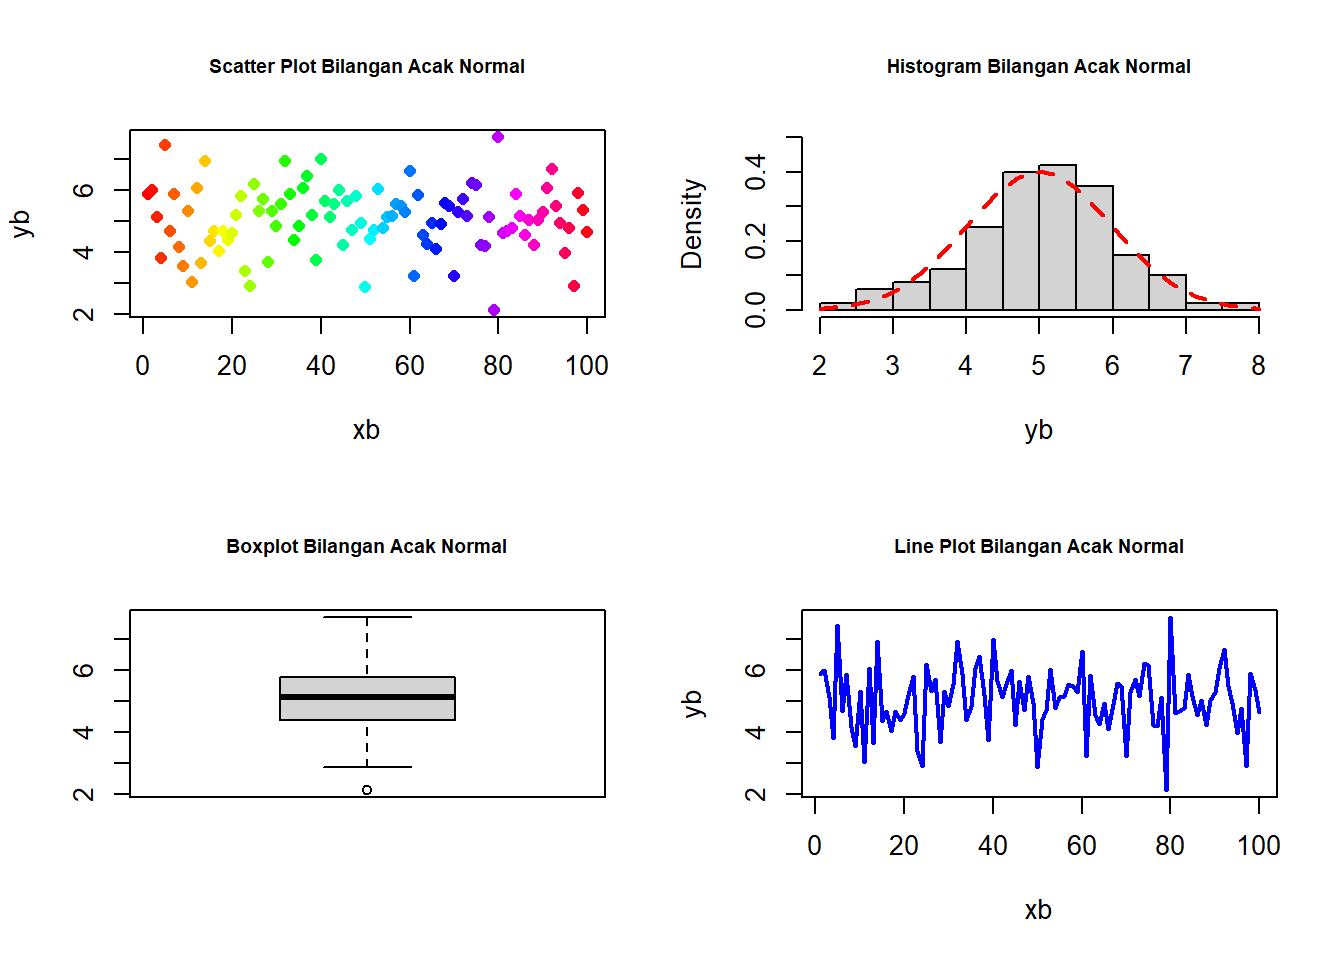 Scatter Plot Bilangan Acak Normal
yb
6
4
2
0 20 40 60 80 100
xb
Histogram Bilangan Acak Normal
Density
0.4
0.2
0.0
2 3 4 5 6 7 8
yb
Boxplot Bilangan Acak Normal
6
4
2
Line Plot Bilangan Acak Normal
yb
6
4
2
0 20 40 60 80 100
xb